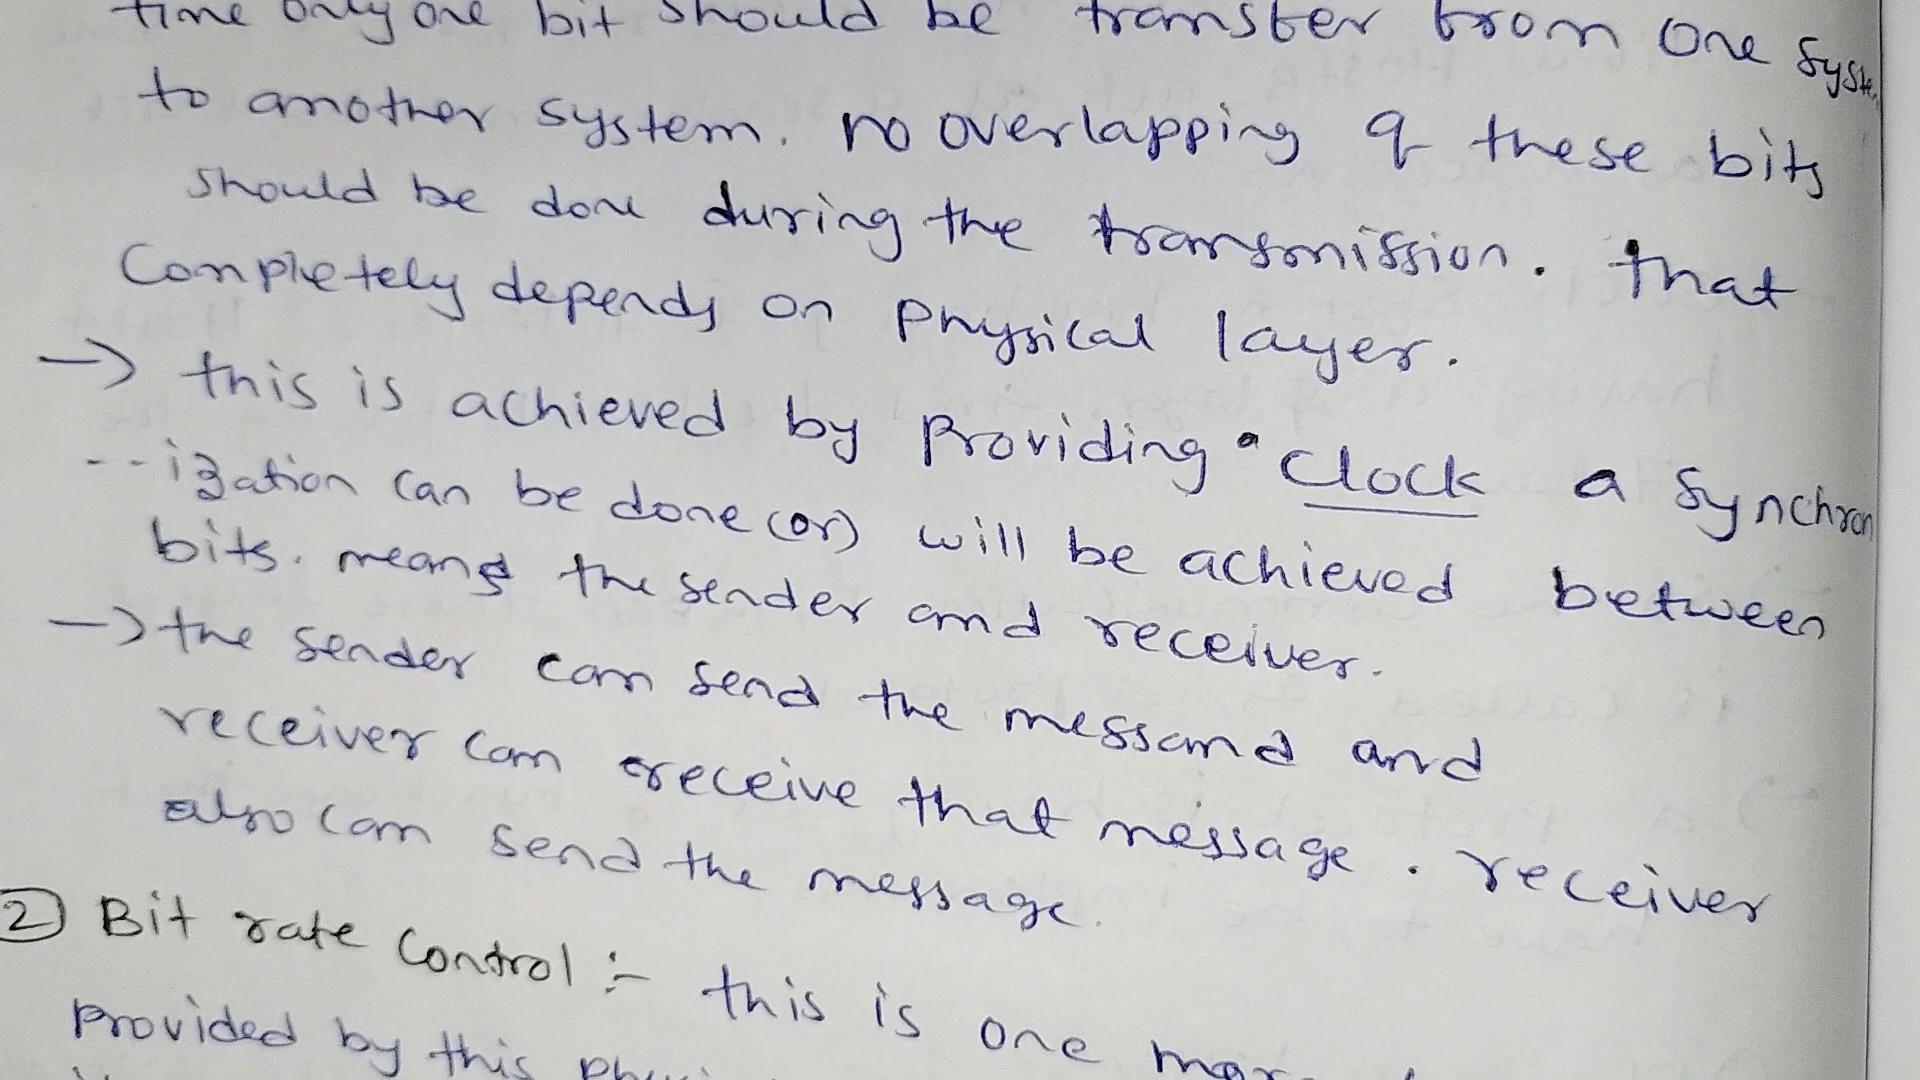 time only one bit should be transfer from one syste
to another system. no overlapping of these bits
should be done during the transmission. that
Completely depends on Physical layer.
→ this is achieved by Providing a Clock a Synchron
--ization can be done (or) will be achieved between
bits. means the sender and receiver.
→ the sender can send the messand and
receiver can receive that message. receiver
also can send the message.
② Bit rate Control :- this is one
Provided by this